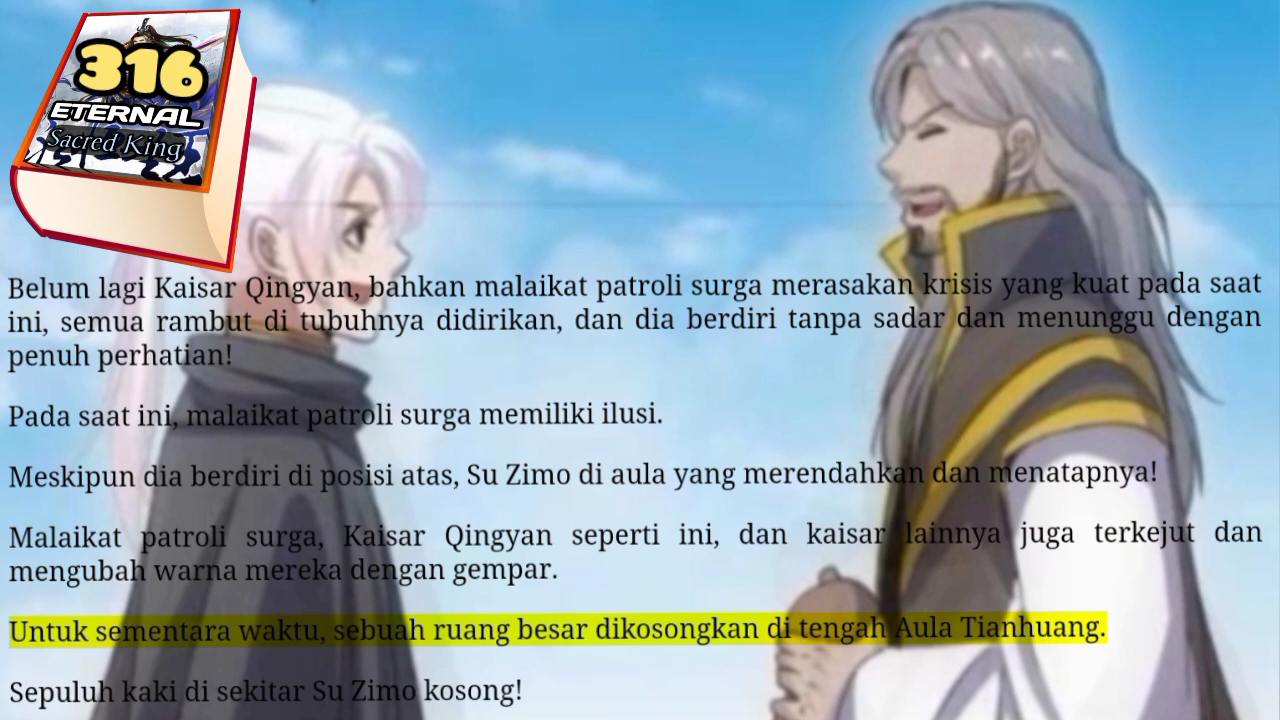 316
ETERNAL
Sacred King
Belum lagi Kaisar Qingyan, bahkan malaikat patroli surga merasakan krisis yang kuat pada saat
ini, semua rambut di tubuhnya didirikan, dan dia berdiri tanpa sadar dan menunggu dengan
penuh perhatian!
Pada saat ini, malaikat patroli surga memiliki ilusi.
Meskipun dia berdiri di posisi atas, Su Zimo di aula yang merendahkan dan menatapnya!
Malaikat patroli surga, Kaisar Qingyan seperti ini, dan kaisar lainnya juga terkejut dan
mengubah warna mereka dengan gempar.
Untuk sementara waktu, sebuah ruang besar dikosongkan di tengah Aula Tianhuang.
Sepuluh kaki di sekitar Su Zimo kosong!